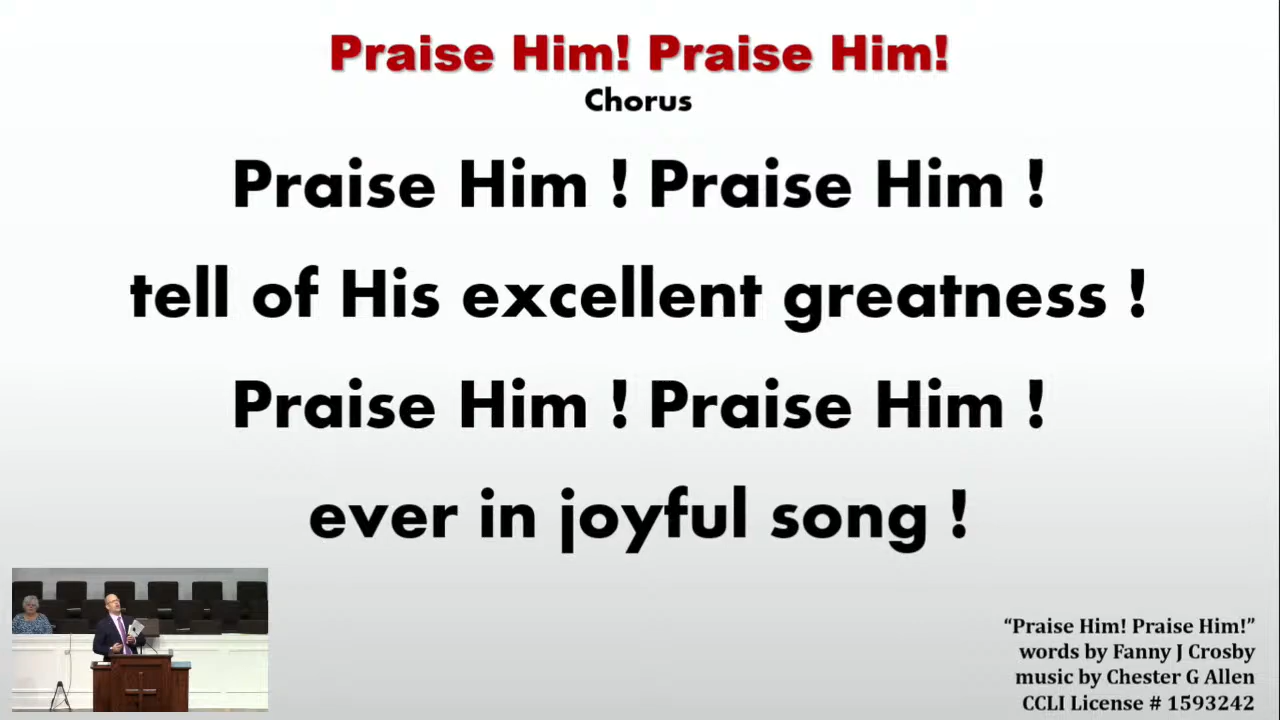 Praise Him! Praise Him!
Chorus
Praise Him ! Praise Him !
tell of His excellent greatness !
Praise Him ! Praise Him !
ever in joyful song !
“Praise Him! Praise Him!”
words by Fanny J Crosby
music by Chester G Allen
CCLI License # 1593242